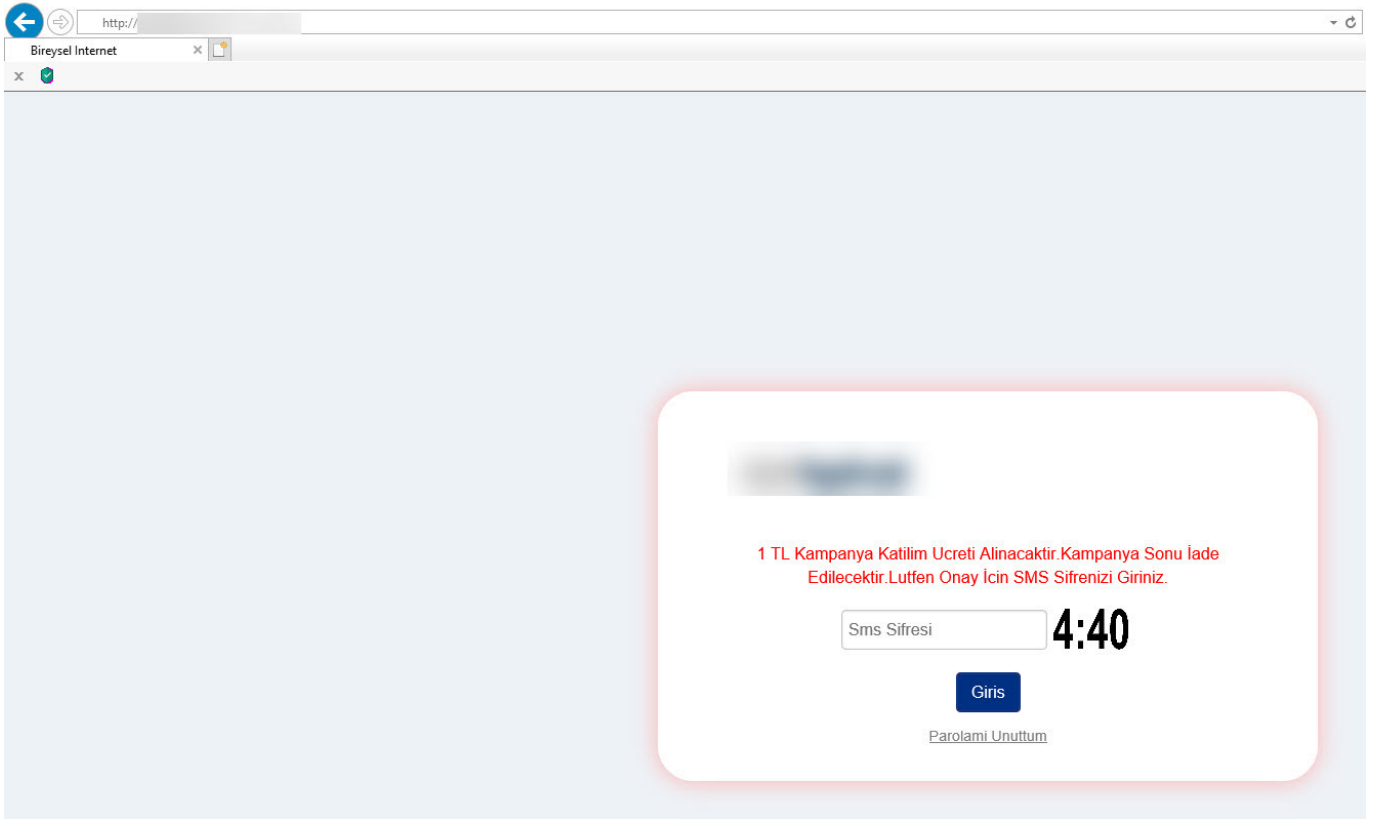 http://
Bireysel Internet
1 TL Kampanya Katilim Ucreti Alinacaktir.Kampanya Sonu İade
Edilecektir.Lutfen Onay İcin SMS Sifrenizi Giriniz.
Sms Sifresi 4:40
Giris
Parolami Unuttum